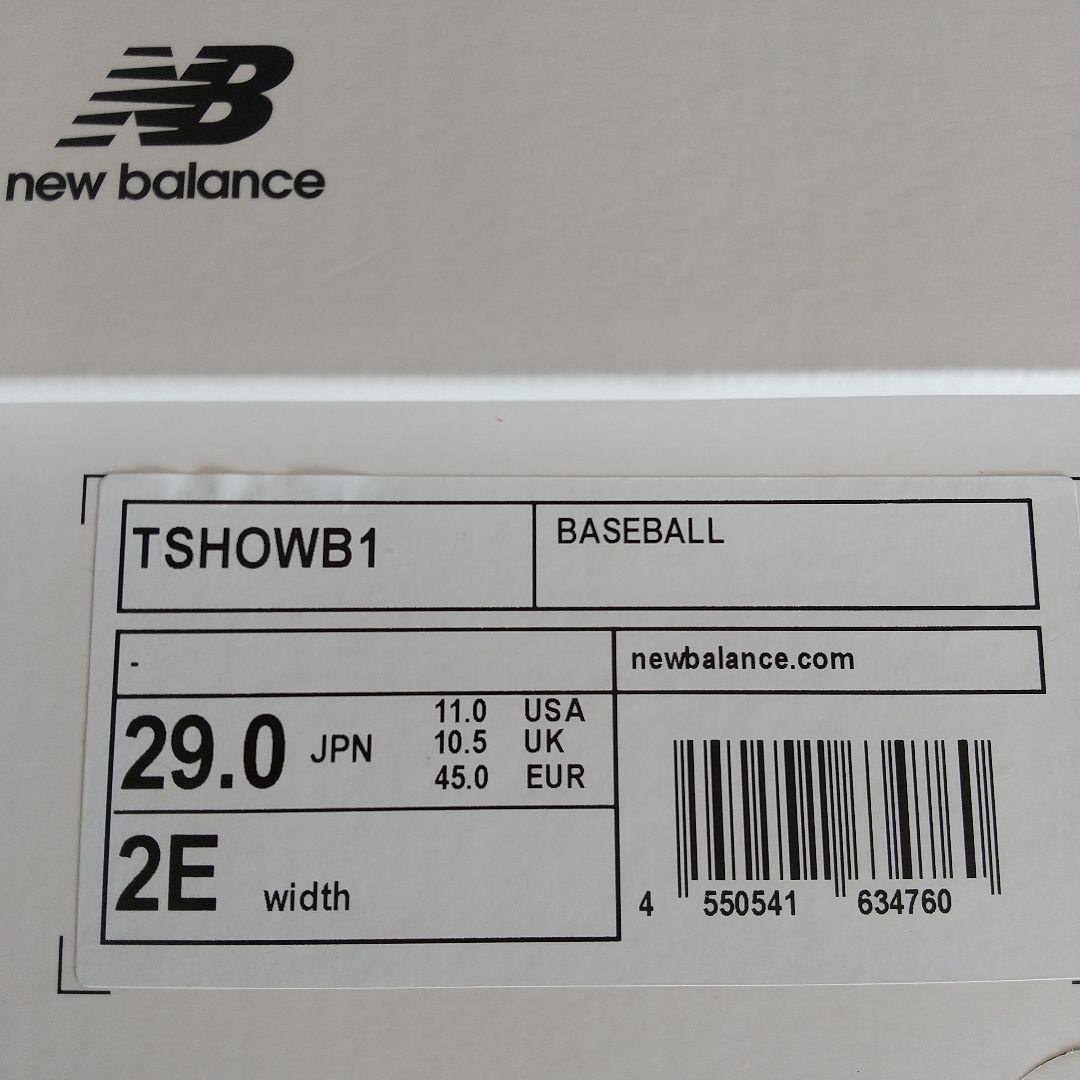 NB
new balance
TSHOWB1
BASEBALL
-
newbalance.com
29.0 JPN
11.0 USA
10.5 UK
45.0 EUR
2E width
4 550541 634760